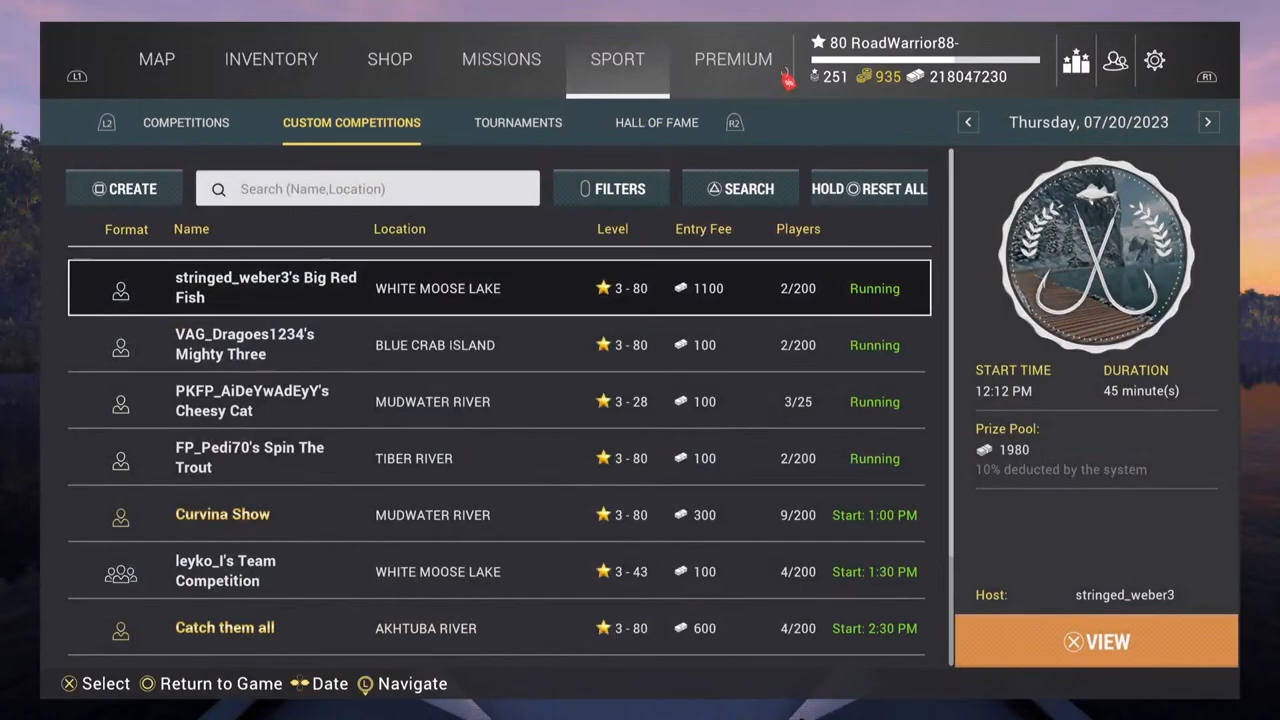 MAP INVENTORY SHOP MISSIONS SPORT PREMIUM
80 RoadWarrior88-
251 935 218047230
L1
R1
L2 COMPETITIONS CUSTOM COMPETITIONS TOURNAMENTS HALL OF FAME R2
Thursday, 07/20/2023
CREATE Search (Name,Location) FILTERS SEARCH HOLD RESET ALL
Format Name Location Level Entry Fee Players
stringed_weber3's Big Red
Fish
WHITE MOOSE LAKE 3 - 80 1100 2/200 Running
VAG_Dragoes1234's
Mighty Three
BLUE CRAB ISLAND 3 - 80 100 2/200 Running
PKFP_AiDeYwAdEyY's
Cheesy Cat
MUDWATER RIVER 3 - 28 100 3/25 Running
FP_Pedi70's Spin The
Trout
TIBER RIVER 3 - 80 100 2/200 Running
Curvina Show MUDWATER RIVER 3 - 80 300 9/200 Start: 1:00 PM
leyko_I's Team
Competition
WHITE MOOSE LAKE 3 - 43 100 4/200 Start: 1:30 PM
Catch them all AKHTUBA RIVER 3 - 80 600 4/200 Start: 2:30 PM
START TIME DURATION
12:12 PM 45 minute(s)
Prize Pool:
1980
10% deducted by the system
Host: stringed_weber3
VIEW
Select Return to Game Date L Navigate